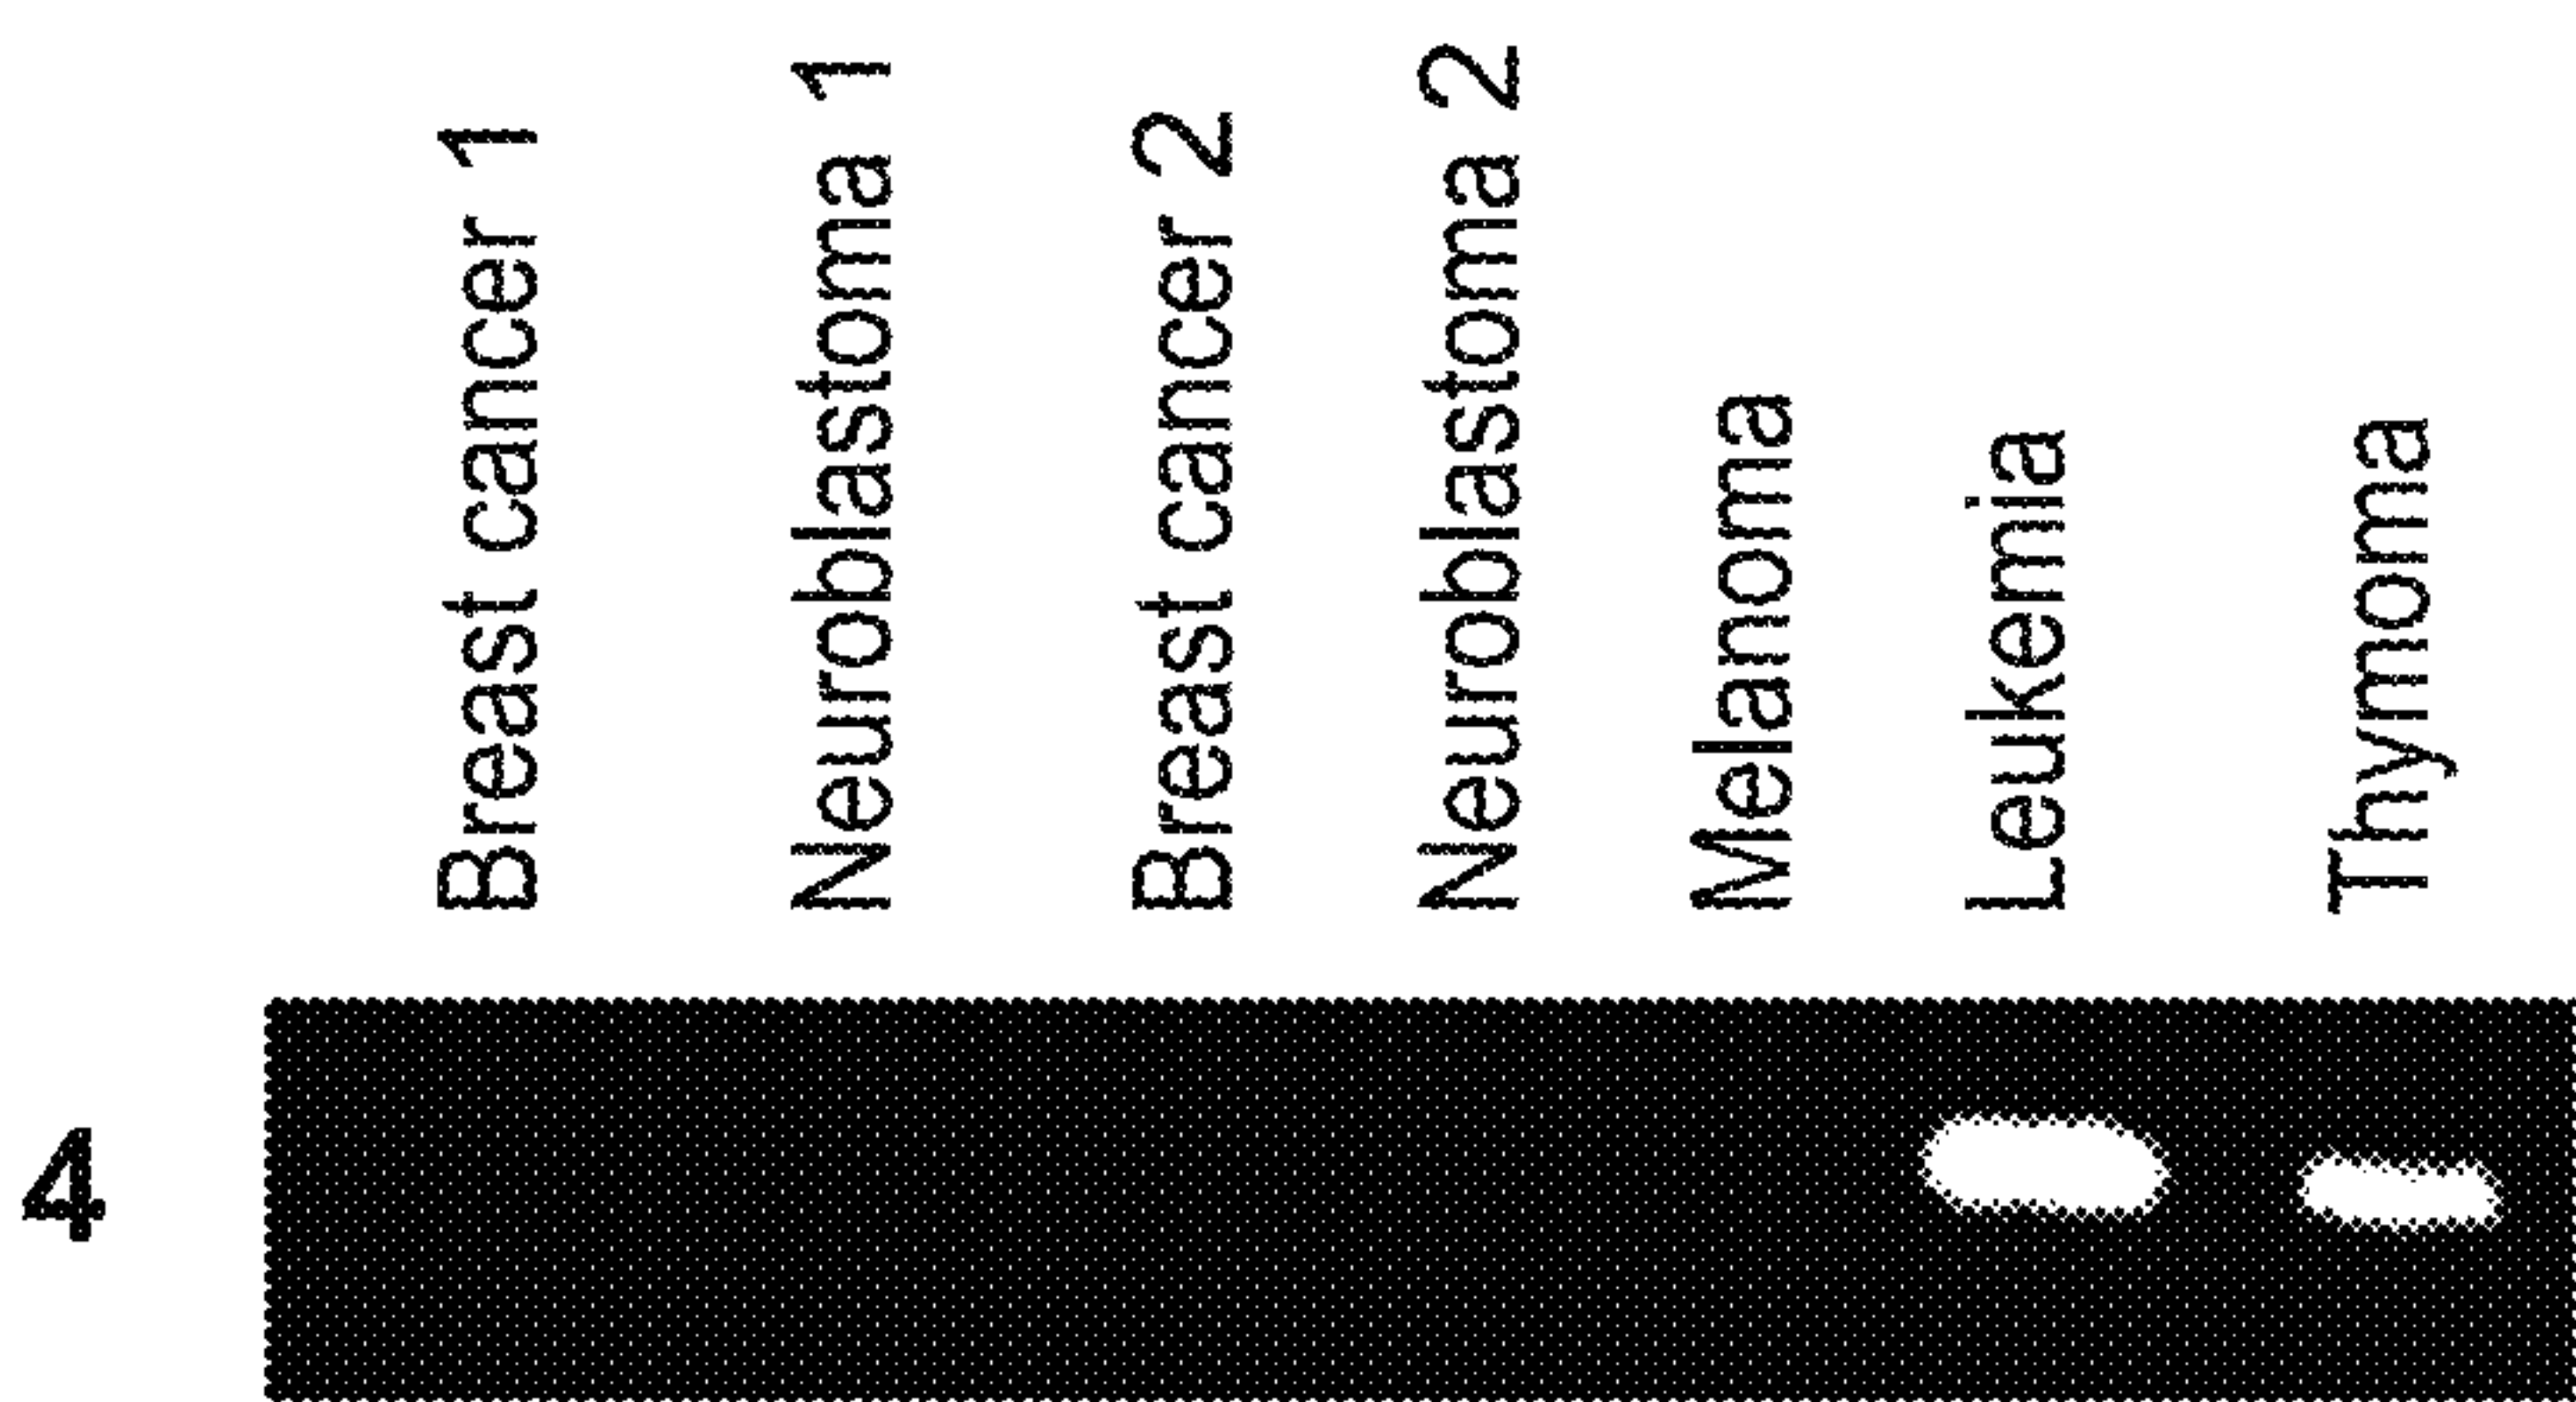 Breast cancer 1
Neuroblastoma 1
Breast cancer 2
Neuroblastoma 2
Melanoma
Leukemia
Thymoma
4